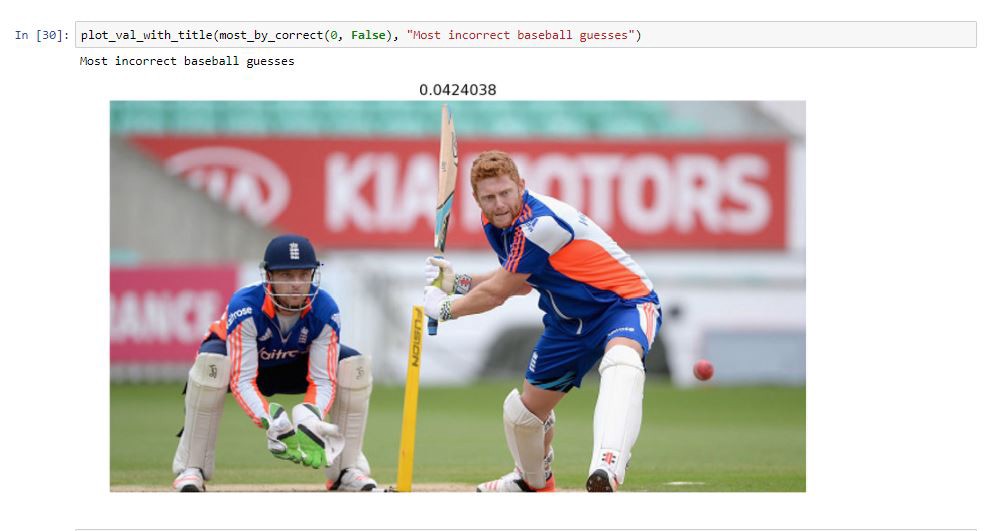 In [30]: plot_val_with_title(most_by_correct(0, False), "Most incorrect baseball guesses")
Most incorrect baseball guesses
0.0424038
KIA KIA MOTORS
RANCE
FUSION
waitrose
waitrose